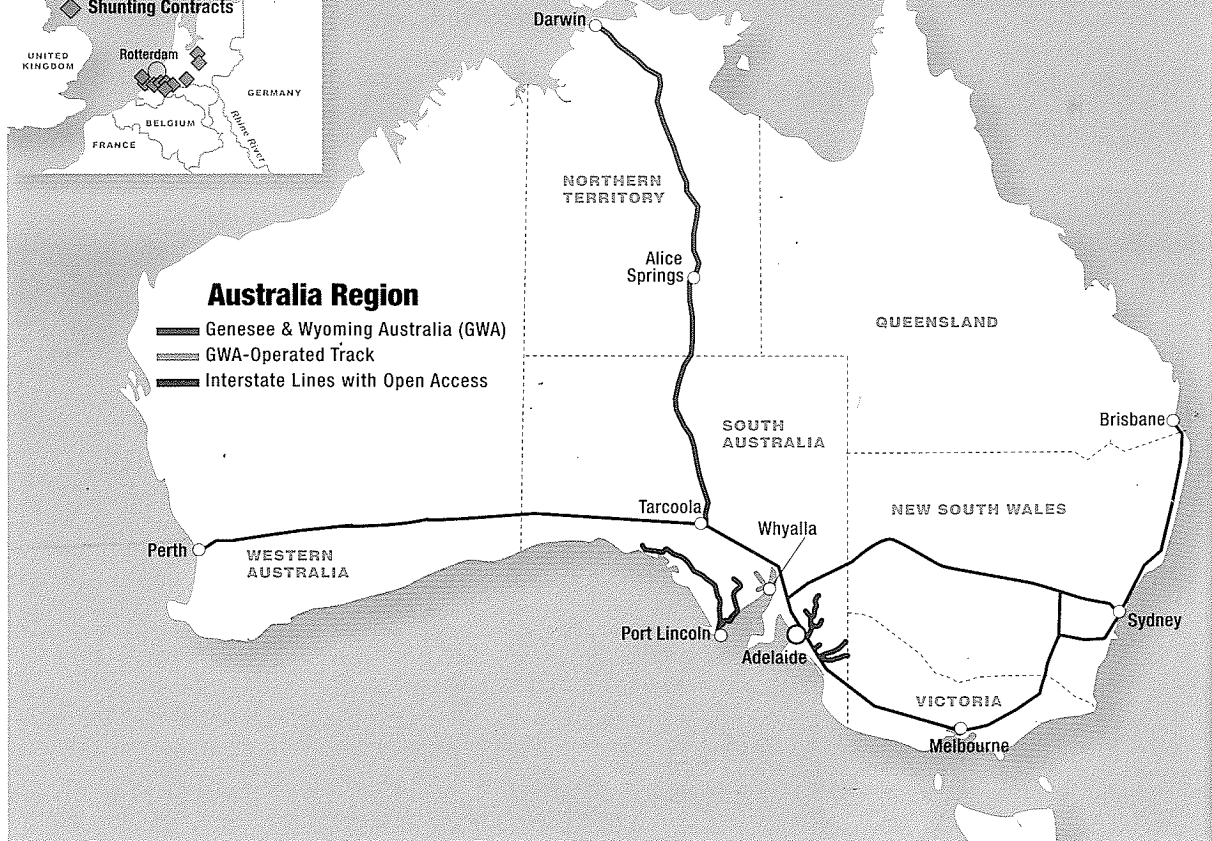 Shunting Contracts
UNITED
KINGDOM
Rotterdam
GERMANY
BELGIUM
Rhine River
FRANCE
Darwin
NORTHERN
TERRITORY
Alice
Springs
Australia Region
Genesee & Wyoming Australia (GWA)
GWA-Operated Track
Interstate Lines with Open Access
QUEENSLAND
Brisbane
SOUTH
AUSTRALIA
Tarcoola
NEW SOUTH WALES
Whyalla
Perth
WESTERN
AUSTRALIA
Sydney
Port Lincoln
Adelaide
VICTORIA
Melbourne